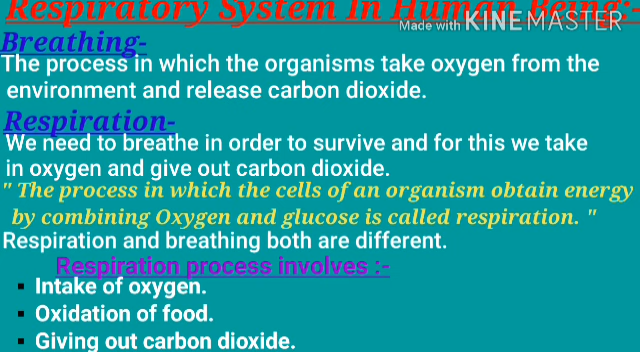 Respiratory System In Human Being:-
Made with KINEMASTER
Breathing-
The process in which the organisms take oxygen from the
environment and release carbon dioxide.
Respiration-
We need to breathe in order to survive and for this we take
in oxygen and give out carbon dioxide.
" The process in which the cells of an organism obtain energy
by combining Oxygen and glucose is called respiration. "
Respiration and breathing both are different.
Respiration process involves :-
▪ Intake of oxygen.
▪ Oxidation of food.
▪ Giving out carbon dioxide.